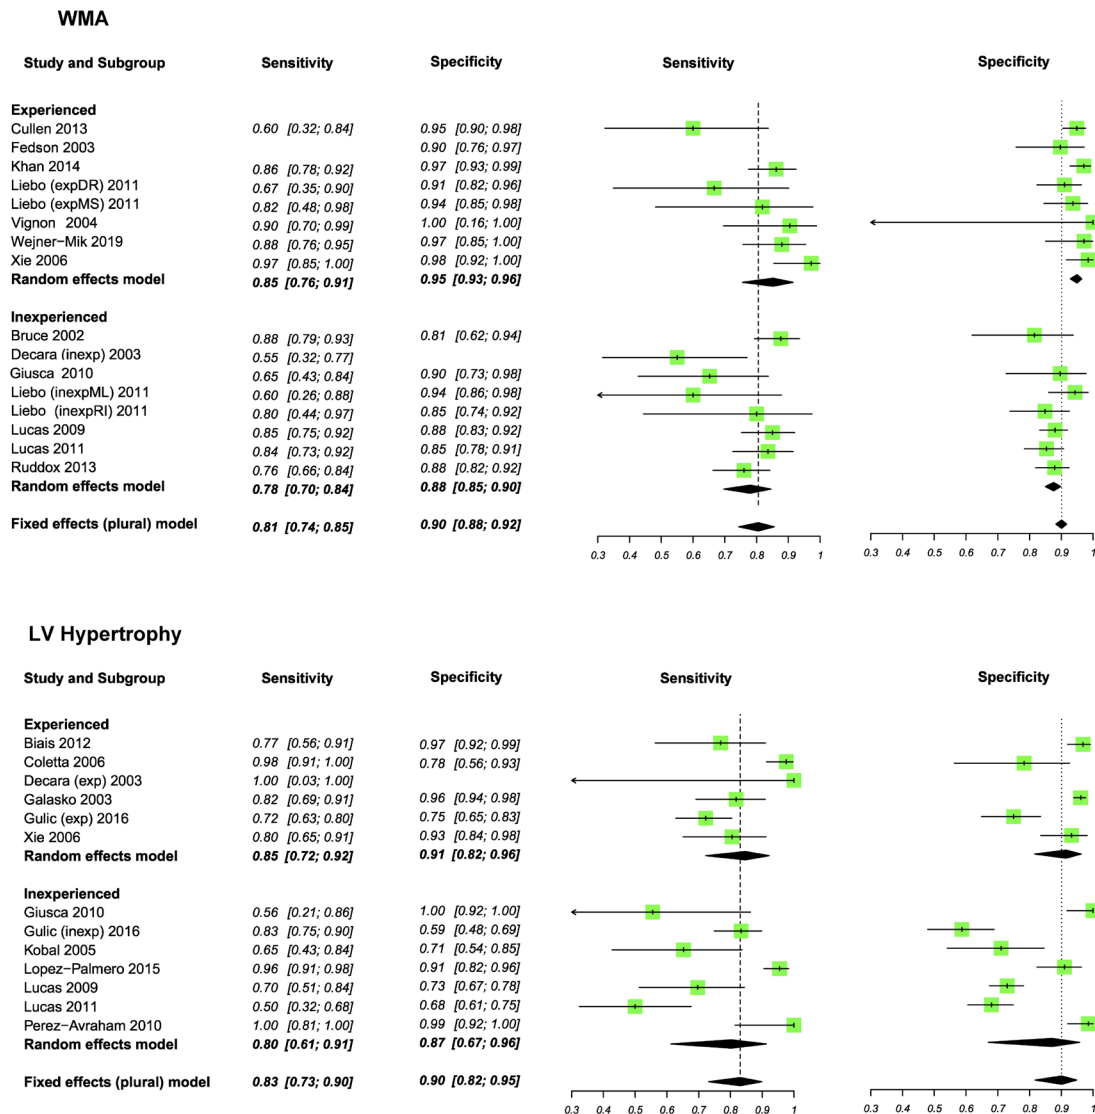 WMA
Study and Subgroup Sensitivity Specificity Sensitivity Specificity
Experienced
Cullen 2013 0.60 [0.32; 0.84] 0.95 [0.90; 0.98]
Fedson 2003 0.90 [0.76; 0.97]
Khan 2014 0.86 [0.78; 0.92] 0.97 [0.93; 0.99]
Liebo (expDR) 2011 0.67 [0.35; 0.90] 0.91 [0.82; 0.96]
Liebo (expMS) 2011 0.82 [0.48; 0.98] 0.94 [0.85; 0.98]
Vignon 2004 0.90 [0.70; 0.99] 1.00 [0.16; 1.00]
Wejner−Mik 2019 0.88 [0.76; 0.95] 0.97 [0.85; 1.00]
Xie 2006 0.97 [0.85; 1.00] 0.98 [0.92; 1.00]
Random effects model 0.85 [0.76; 0.91] 0.95 [0.93; 0.96]
Inexperienced
Bruce 2002 0.88 [0.79; 0.93] 0.81 [0.62; 0.94]
Decara (inexp) 2003 0.55 [0.32; 0.77]
Giusca 2010 0.65 [0.43; 0.84] 0.90 [0.73; 0.98]
Liebo (inexpML) 2011 0.60 [0.26; 0.88] 0.94 [0.86; 0.98]
Liebo (inexpRI) 2011 0.80 [0.44; 0.97] 0.85 [0.74; 0.92]
Lucas 2009 0.85 [0.75; 0.92] 0.88 [0.83; 0.92]
Lucas 2011 0.84 [0.73; 0.92] 0.85 [0.78; 0.91]
Ruddox 2013 0.76 [0.66; 0.84] 0.88 [0.82; 0.92]
Random effects model 0.78 [0.70; 0.84] 0.88 [0.85; 0.90]
Fixed effects (plural) model 0.81 [0.74; 0.85] 0.90 [0.88; 0.92]
0.3 0.4 0.5 0.6 0.7 0.8 0.9 1 0.3 0.4 0.5 0.6 0.7 0.8 0.9 1
LV Hypertrophy
Study and Subgroup Sensitivity Specificity Sensitivity Specificity
Experienced
Biais 2012 0.77 [0.56; 0.91] 0.97 [0.92; 0.99]
Coletta 2006 0.98 [0.91; 1.00] 0.78 [0.56; 0.93]
Decara (exp) 2003 1.00 [0.03; 1.00]
Galasko 2003 0.82 [0.69; 0.91] 0.96 [0.94; 0.98]
Gulic (exp) 2016 0.72 [0.63; 0.80] 0.75 [0.65; 0.83]
Xie 2006 0.80 [0.65; 0.91] 0.93 [0.84; 0.98]
Random effects model 0.85 [0.72; 0.92] 0.91 [0.82; 0.96]
Inexperienced
Giusca 2010 0.56 [0.21; 0.86] 1.00 [0.92; 1.00]
Gulic (inexp) 2016 0.83 [0.75; 0.90] 0.59 [0.48; 0.69]
Kobal 2005 0.65 [0.43; 0.84] 0.71 [0.54; 0.85]
Lopez−Palmero 2015 0.96 [0.91; 0.98] 0.91 [0.82; 0.96]
Lucas 2009 0.70 [0.51; 0.84] 0.73 [0.67; 0.78]
Lucas 2011 0.50 [0.32; 0.68] 0.68 [0.61; 0.75]
Perez−Avraham 2010 1.00 [0.81; 1.00] 0.99 [0.92; 1.00]
Random effects model 0.80 [0.61; 0.91] 0.87 [0.67; 0.96]
Fixed effects (plural) model 0.83 [0.73; 0.90] 0.90 [0.82; 0.95]
0.3 0.4 0.5 0.6 0.7 0.8 0.9 1 0.3 0.4 0.5 0.6 0.7 0.8 0.9 1